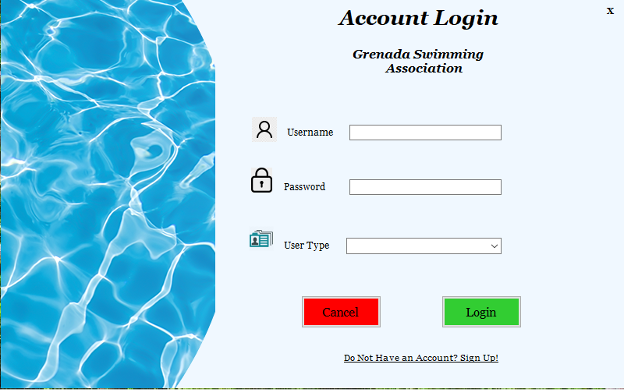 x
Account Login
Grenada Swimming
Association
Username
Password
User Type
Cancel
Login
Do Not Have an Account? Sign Up!